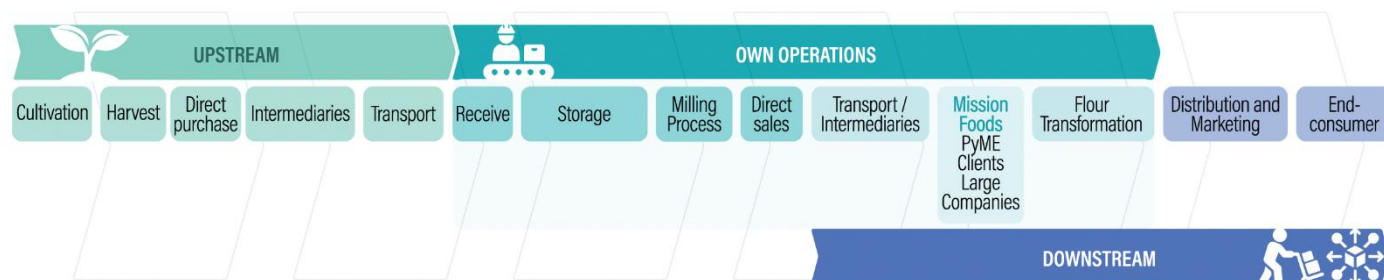 UPSTREAM
OWN OPERATIONS
Cultivation
Harvest
Direct
purchase
Intermediaries
Transport
Receive
Storage
Milling
Process
Direct
sales
Transport /
Intermediaries
Mission
Foods
PyME
Clients
Large
Companies
Flour
Transformation
Distribution and
Marketing
End-
consumer
DOWNSTREAM